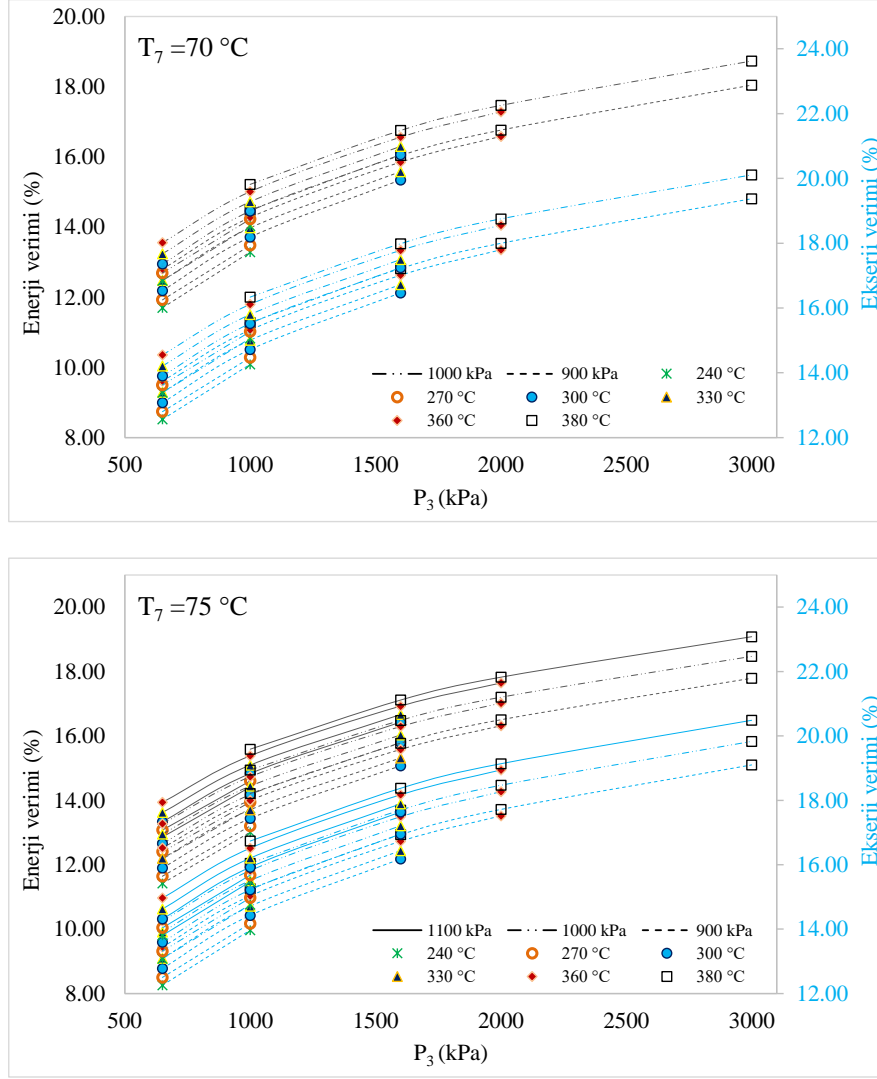 20.00
T7 =70 °C
24.00
18.00
22.00
16.00
20.00
14.00
18.00
12.00
16.00
10.00
14.00
8.00
12.00
Enerji verimi (%)
Ekserji verimi (%)
1000 kPa 900 kPa 240 °C
270 °C 300 °C 330 °C
360 °C 380 °C
500 1000 1500 2000 2500 3000
P3 (kPa)
20.00
T7 =75 °C
24.00
18.00
22.00
16.00
20.00
14.00
18.00
12.00
16.00
10.00
14.00
8.00
12.00
Enerji verimi (%)
Ekserji verimi (%)
1100 kPa 1000 kPa 900 kPa
240 °C 270 °C 300 °C
330 °C 360 °C 380 °C
500 1000 1500 2000 2500 3000
P3 (kPa)